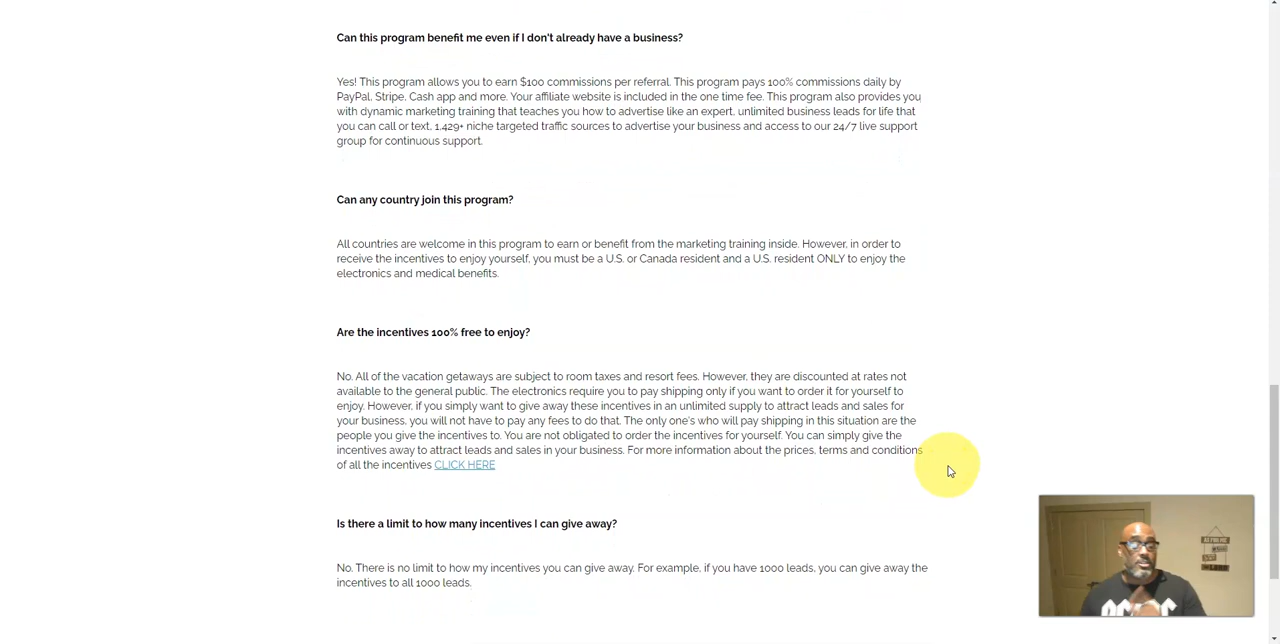 Can this program benefit me even if I don't already have a business?
Yes! This program allows you to earn $100 commissions per referral. This program pays 100% commissions daily by
PayPal, Stripe, Cash app and more. Your affiliate website is included in the one time fee. This program also provides you
with dynamic marketing training that teaches you how to advertise like an expert, unlimited business leads for life that
you can call or text, 1,429+ niche targeted traffic sources to advertise your business and access to our 24/7 live support
group for continuous support.
Can any country join this program?
All countries are welcome in this program to earn or benefit from the marketing training inside. However, in order to
receive the incentives to enjoy yourself, you must be a U.S. or Canada resident and a U.S. resident ONLY to enjoy the
electronics and medical benefits.
Are the incentives 100% free to enjoy?
No. All of the vacation getaways are subject to room taxes and resort fees. However, they are discounted at rates not
available to the general public. The electronics require you to pay shipping only if you want to order it for yourself to
enjoy. However, if you simply want to give away these incentives in an unlimited supply to attract leads and sales for
your business, you will not have to pay any fees to do that. The only one's who will pay shipping in this situation are the
people you give the incentives to. You are not obligated to order the incentives for yourself. You can simply give the
incentives away to attract leads and sales in your business. For more information about the prices, terms and conditions
of all the incentives CLICK HERE
Is there a limit to how many incentives I can give away?
No. There is no limit to how my incentives you can give away. For example, if you have 1000 leads, you can give away the
incentives to all 1000 leads.